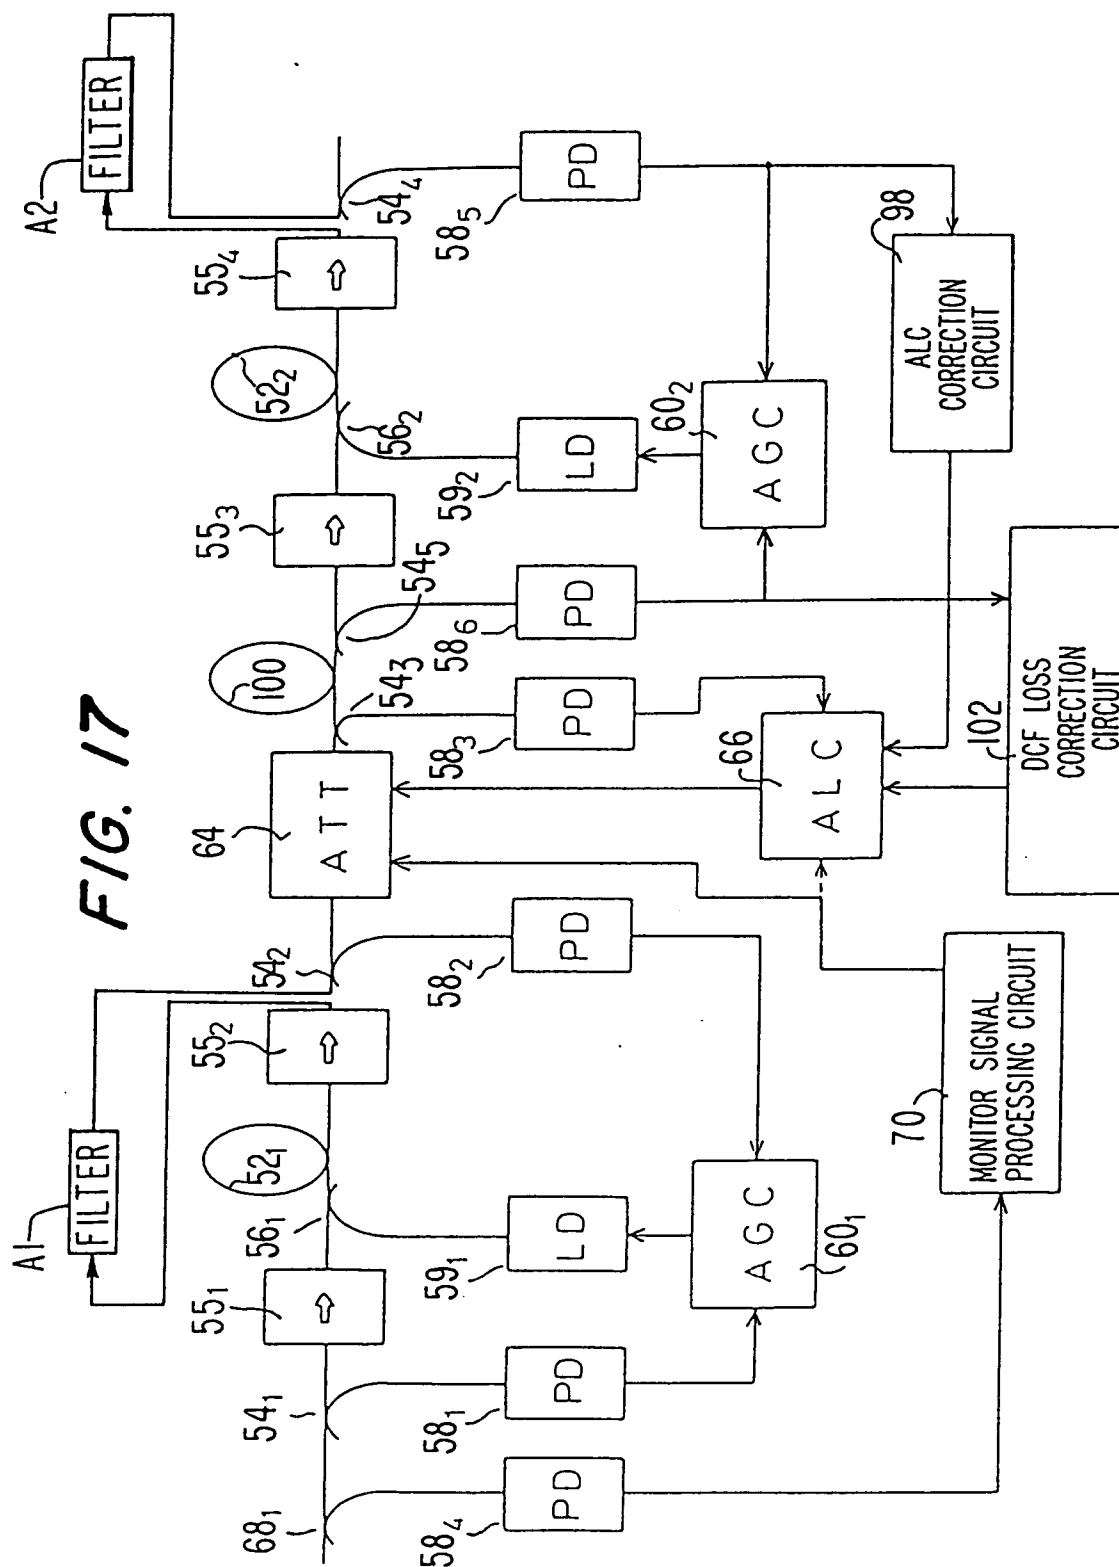 FIG. 17
A1
FILTER
A2
FILTER
68₁
54₁
55₁
56₁
52₁
55₂
54₂
64
ATT
54₃
100
54₅
55₃
56₂
52₂
55₄
54₄
58₄
PD
58₁
PD
59₁
LD
58₂
PD
58₃
PD
58₆
PD
59₂
LD
58₅
PD
AGC
60₁
66
ALC
60₂
AGC
98
ALC
CORRECTION
CIRCUIT
70
MONITOR SIGNAL
PROCESSING CIRCUIT
102
DCF LOSS
CORRECTION
CIRCUIT